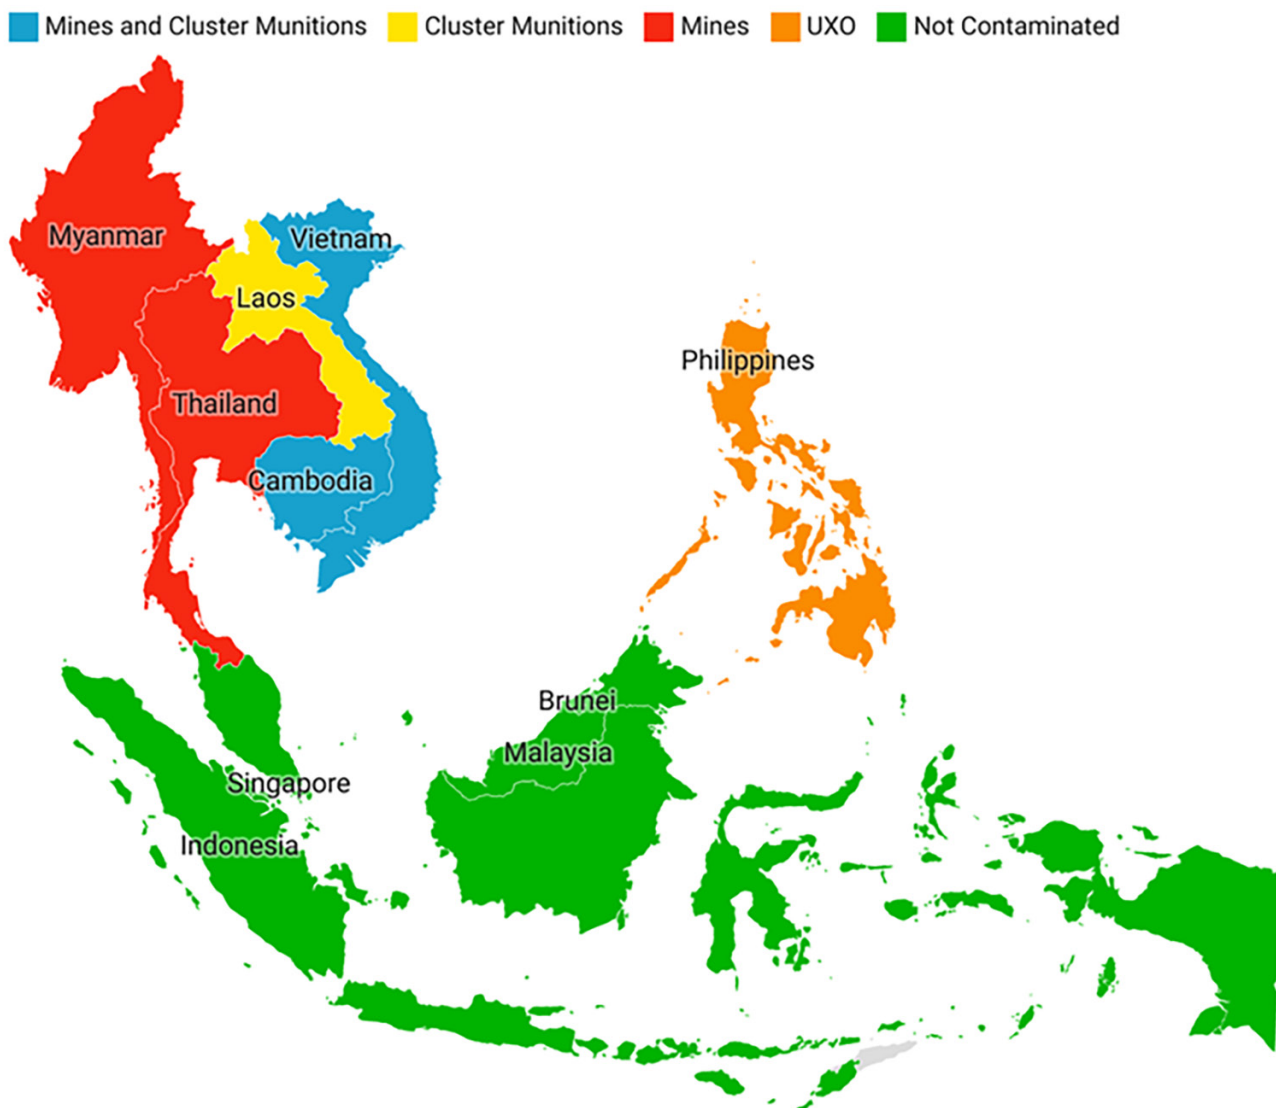 Mines and Cluster Munitions Cluster Munitions Mines UXO Not Contaminated
Myanmar
Vietnam
Laos
Philippines
Thailand
Cambodia
Brunei
Malaysia
Singapore
Indonesia